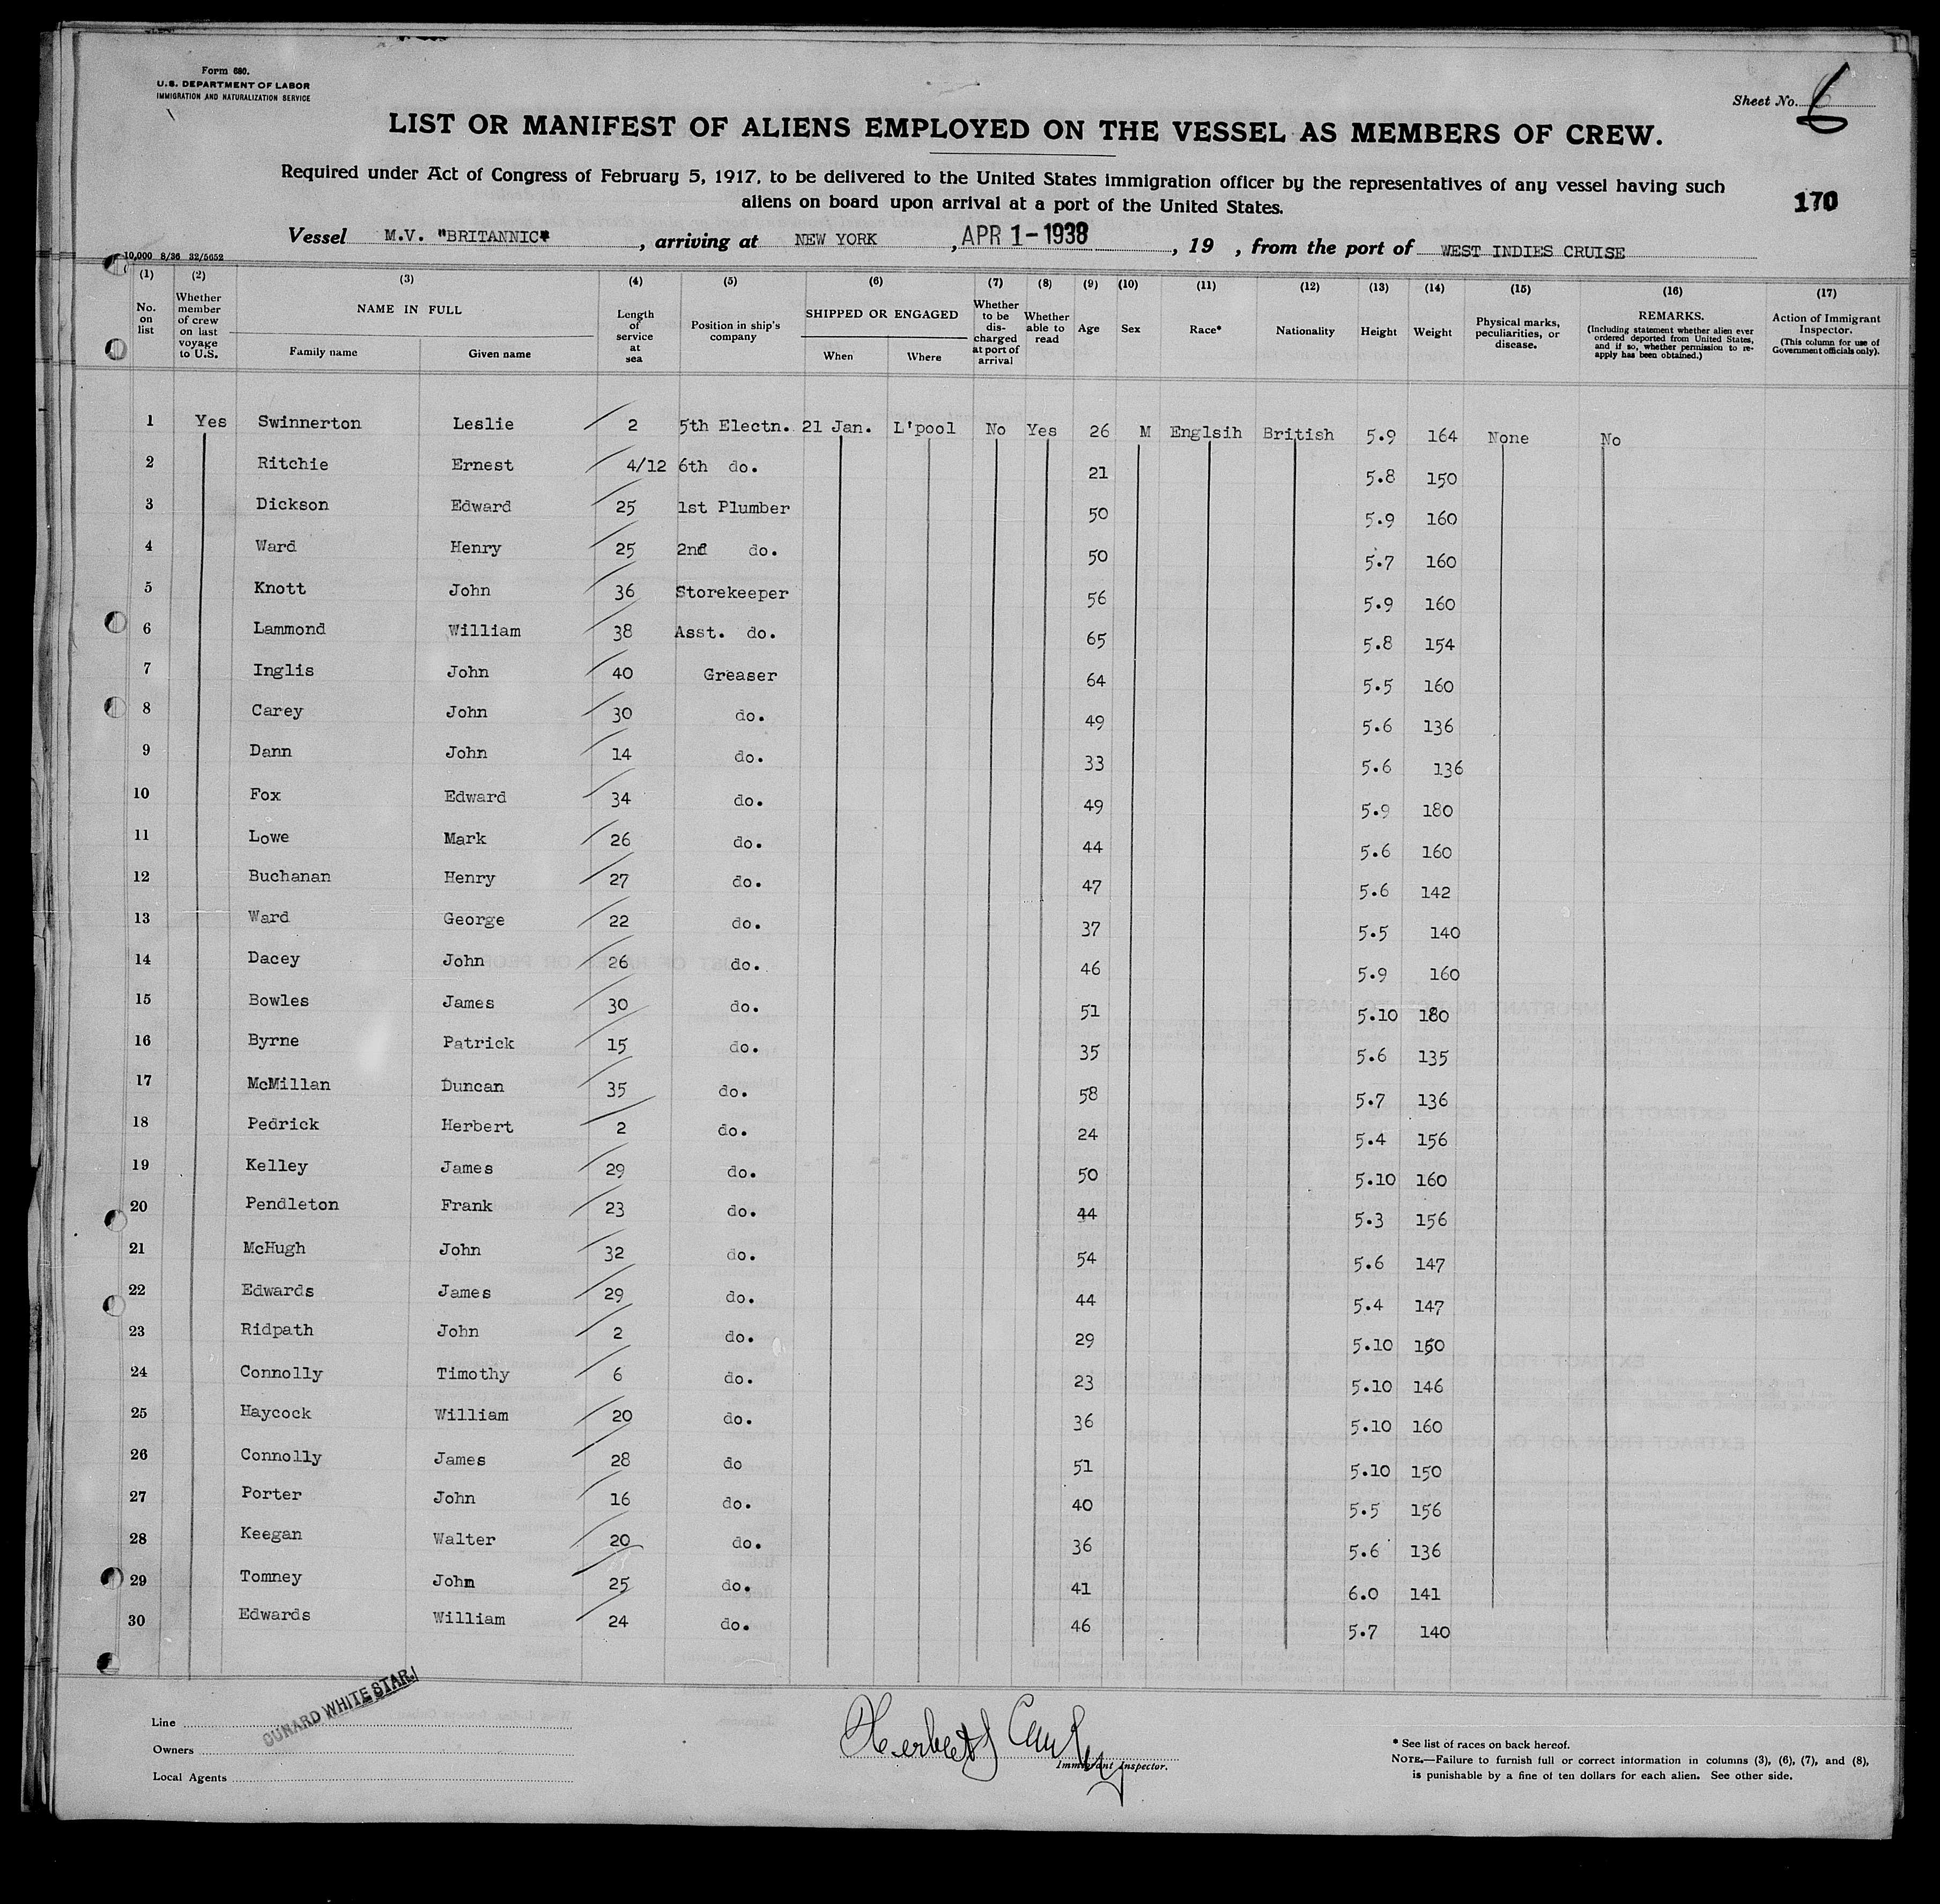 Form 680.
U.S. DEPARTMENT OF LABOR
IMMIGRATION AND NATURALIZATION SERVICE
Sheet No. 6
LIST OR MANIFEST OF ALIENS EMPLOYED ON THE VESSEL AS MEMBERS OF CREW.
Required under Act of Congress of February 5, 1917, to be delivered to the United States immigration officer by the representatives of any vessel having such
aliens on board upon arrival at a port of the United States.
170
Vessel M.V. "BRITANNIC" , arriving at NEW YORK , APR 1-1938 , 19 , from the port of WEST INDIES CRUISE
10,000 8/36 32/5652
(1) (2) (3) (4) (5) (6) (7) (8) (9) (10) (11) (12) (13) (14) (15) (16) (17)
No. on list
Whether member of crew on last voyage to U.S.
NAME IN FULL
Family name Given name
Length of service at sea
Position in ship's company
SHIPPED OR ENGAGED
When Where
Whether to be discharged at port of arrival
Whether able to read
Age Sex Race* Nationality Height Weight
Physical marks, peculiarities, or disease.
REMARKS.
(Including statement whether alien ever ordered deported from United States, and if so, whether permission to re-apply has been obtained.)
Action of Immigrant Inspector.
(This column for use of Government officials only).
1 Yes Swinnerton Leslie 2 5th Electn. 21 Jan. L'pool No Yes 26 M Englsih British 5.9 164 None No
2 Ritchie Ernest 4/12 6th do. 21 5.8 150
3 Dickson Edward 25 1st Plumber 50 5.9 160
4 Ward Henry 25 2nd do. 50 5.7 160
5 Knott John 36 Storekeeper 56 5.9 160
6 Lammond William 38 Asst. do. 65 5.8 154
7 Inglis John 40 Greaser 64 5.5 160
8 Carey John 30 do. 49 5.6 136
9 Dann John 14 do. 33 5.6 136
10 Fox Edward 34 do. 49 5.9 180
11 Lowe Mark 26 do. 44 5.6 160
12 Buchanan Henry 27 do. 47 5.6 142
13 Ward George 22 do. 37 5.5 140
14 Dacey John 26 do. 46 5.9 160
15 Bowles James 30 do. 51 5.10 180
16 Byrne Patrick 15 do. 35 5.6 135
17 McMillan Duncan 35 do. 58 5.7 136
18 Pedrick Herbert 2 do. 24 5.4 156
19 Kelley James 29 do. 50 5.10 160
20 Pendleton Frank 23 do. 44 5.3 156
21 McHugh John 32 do. 54 5.6 147
22 Edwards James 29 do. 44 5.4 147
23 Ridpath John 2 do. 29 5.10 150
24 Connolly Timothy 6 do. 23 5.10 146
25 Haycock William 20 do. 36 5.10 160
26 Connolly James 28 do 51 5.10 150
27 Porter John 16 do. 40 5.5 156
28 Keegan Walter 20 do. 36 5.6 136
29 Tomney John 25 do. 41 6.0 141
30 Edwards William 24 do. 46 5.7 140
Line
CUNARD WHITE STAR
Owners
Local Agents
Immigrant Inspector.
* See list of races on back hereof.
NOTE.—Failure to furnish full or correct information in columns (3), (6), (7), and (8),
is punishable by a fine of ten dollars for each alien. See other side.